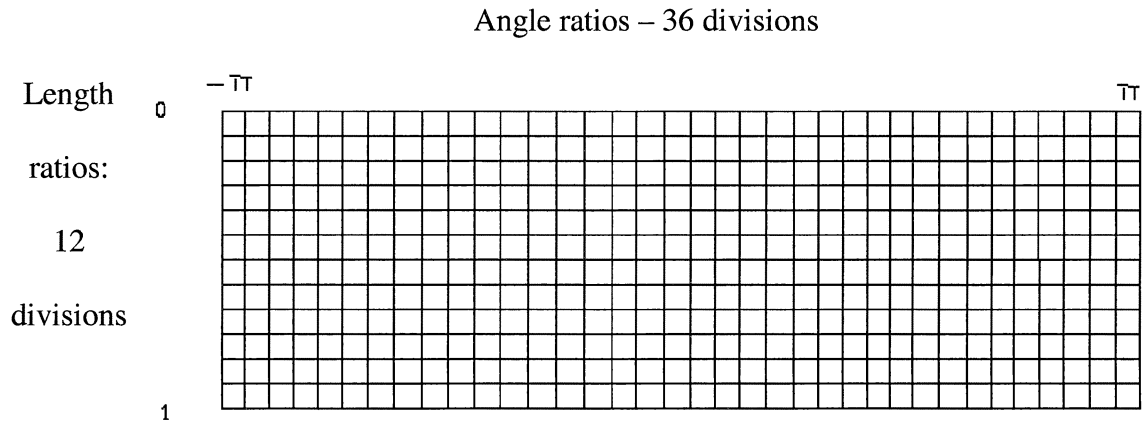 Angle ratios – 36 divisions
Length
ratios:
12
divisions
0
– π
π
1